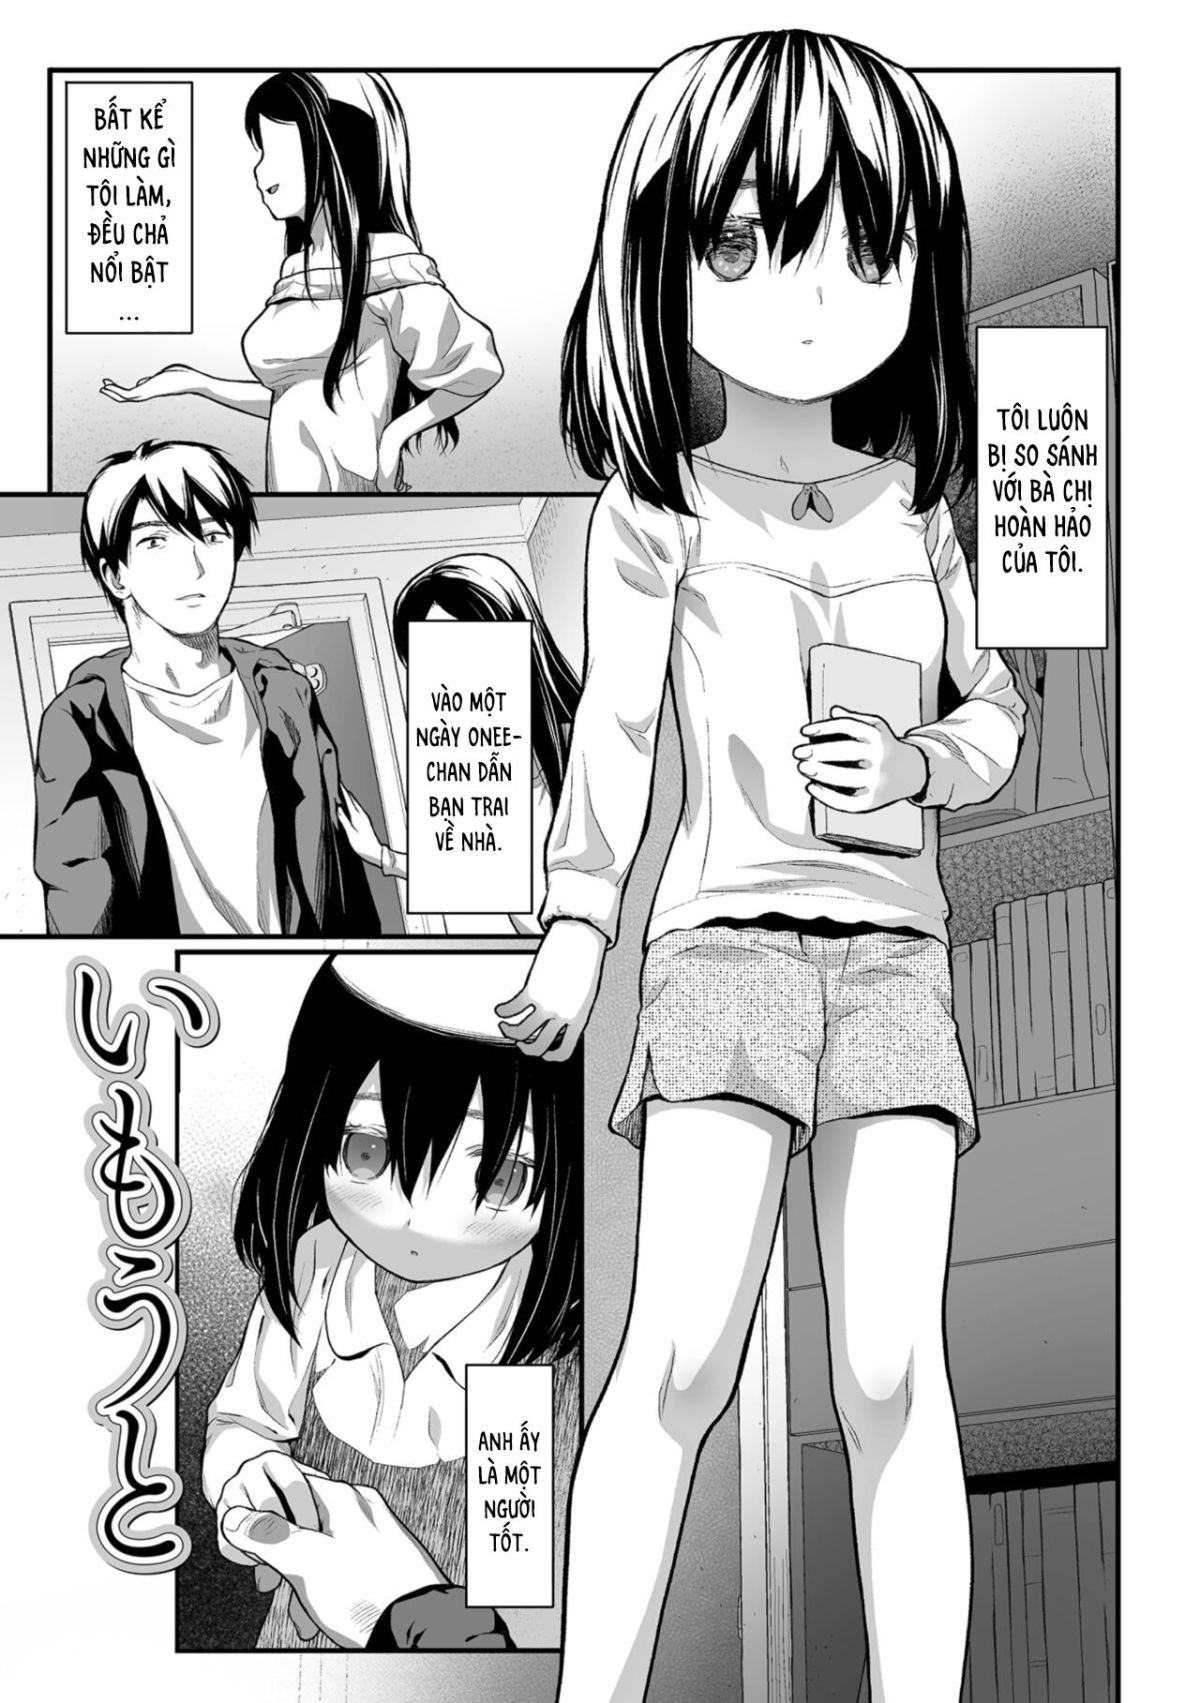 TÔI LUÔN
BỊ SO SÁNH
VỚI BÀ CHỊ
HOÀN HẢO
CỦA TÔI.
BẤT KỂ
NHỮNG GÌ
TÔI LÀM,
ĐỀU CHẢ
NỔI BẬT
...
VÀO MỘT
NGÀY ONEE-
CHAN DẪN
BẠN TRAI
VỀ NHÀ.
ANH ẤY
LÀ MỘT
NGƯỜI
TỐT.
いもうと